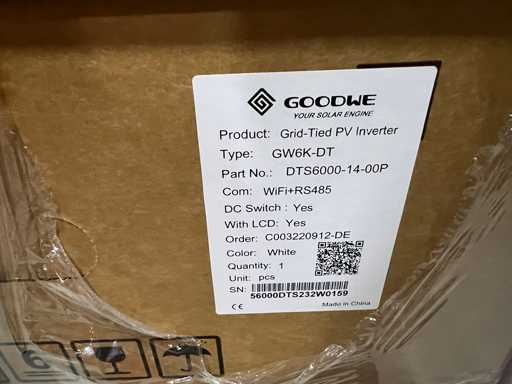 GOODWE
YOUR SOLAR ENGINE
Product: Grid-Tied PV Inverter
Type: GW6K-DT
Part No.: DTS6000-14-00P
Com: WiFi+RS485
DC Switch : Yes
With LCD: Yes
Order: C003220912-DE
Color: White
Quantity: 1
Unit: pcs
SN: 56000DTS232W0159
CE Made in China
6